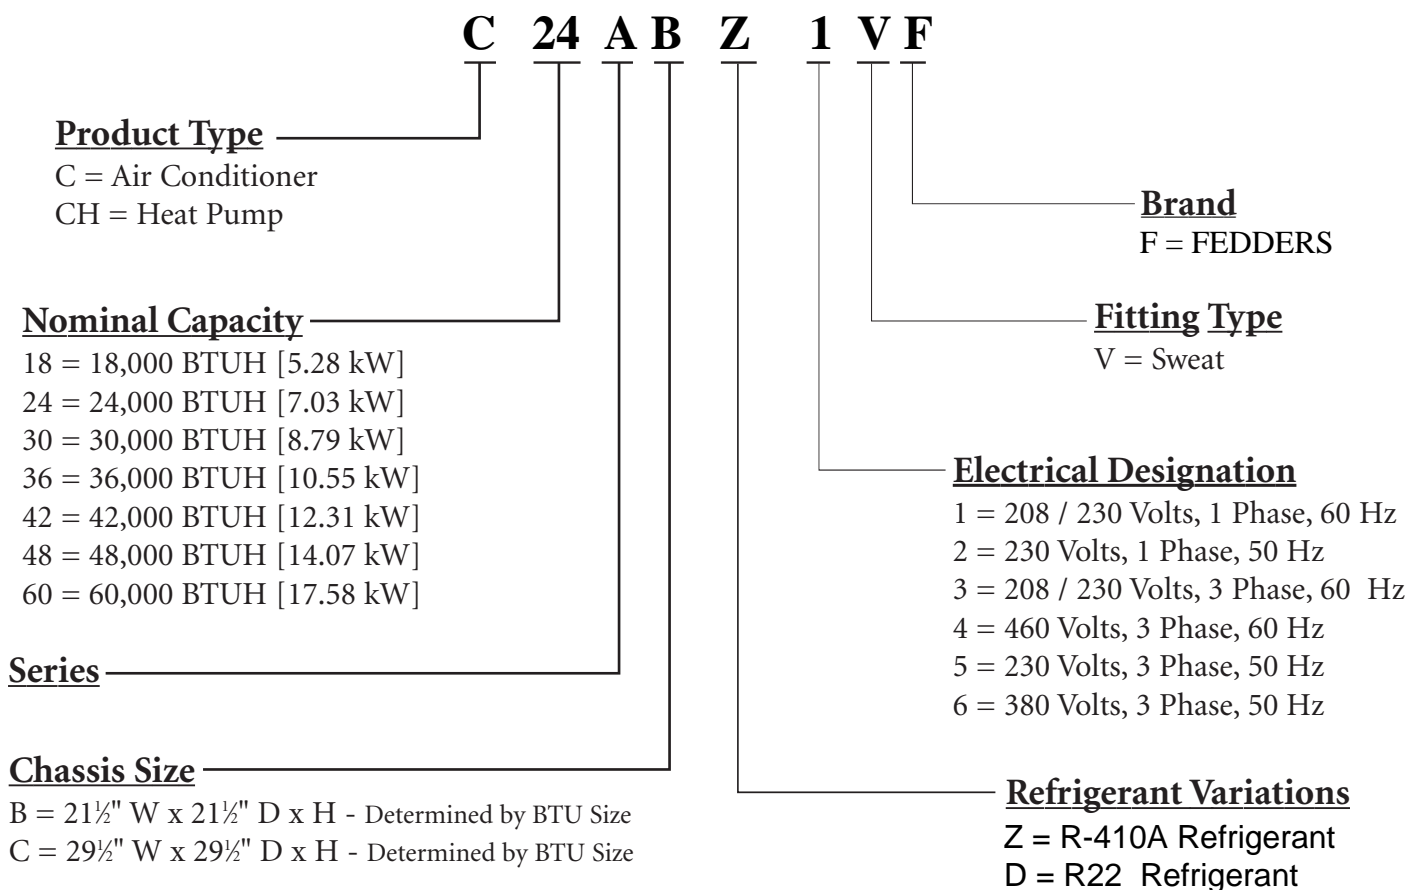 C 24 A B Z 1 V F
Product Type
C = Air Conditioner
CH = Heat Pump
Nominal Capacity
18 = 18,000 BTUH [5.28 kW]
24 = 24,000 BTUH [7.03 kW]
30 = 30,000 BTUH [8.79 kW]
36 = 36,000 BTUH [10.55 kW]
42 = 42,000 BTUH [12.31 kW]
48 = 48,000 BTUH [14.07 kW]
60 = 60,000 BTUH [17.58 kW]
Series
Chassis Size
B = 21½" W x 21½" D x H - Determined by BTU Size
C = 29½" W x 29½" D x H - Determined by BTU Size
Brand
F = FEDDERS
Fitting Type
V = Sweat
Electrical Designation
1 = 208 / 230 Volts, 1 Phase, 60 Hz
2 = 230 Volts, 1 Phase, 50 Hz
3 = 208 / 230 Volts, 3 Phase, 60 Hz
4 = 460 Volts, 3 Phase, 60 Hz
5 = 230 Volts, 3 Phase, 50 Hz
6 = 380 Volts, 3 Phase, 50 Hz
Refrigerant Variations
Z = R-410A Refrigerant
D = R22 Refrigerant